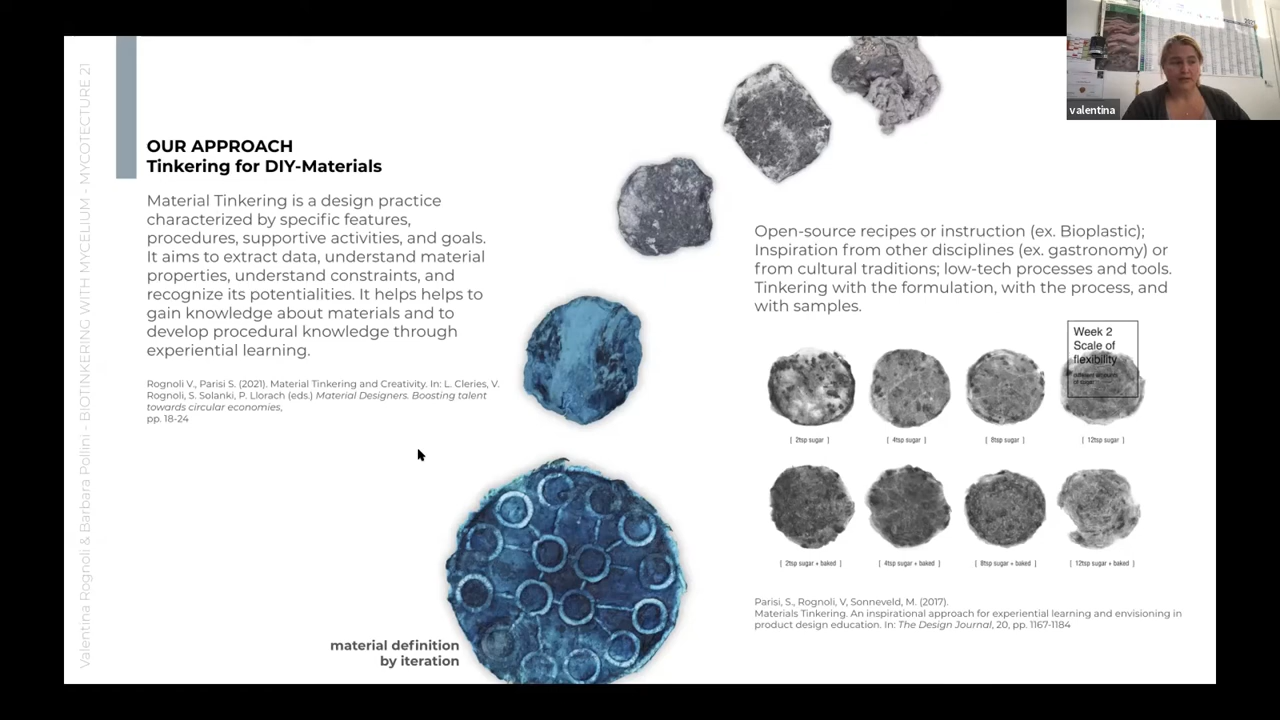 Valentina Rognoli & Barbara Pollini - BIOTINKERING WITH MYCELIUM - MYCOTECTURE 21
OUR APPROACH
Tinkering for DIY-Materials
Material Tinkering is a design practice
characterized by specific features,
procedures, supportive activities, and goals.
It aims to extract data, understand material
properties, understand constraints, and
recognize its potentialities. It helps helps to
gain knowledge about materials and to
develop procedural knowledge through
experiential learning.
Rognoli V., Parisi S. (2021). Material Tinkering and Creativity. In: L. Cleries, V.
Rognoli, S. Solanki, P. Llorach (eds.) Material Designers. Boosting talent
towards circular economies,
pp. 18-24
material definition
by iteration
Open-source recipes or instruction (ex. Bioplastic);
Inspiration from other disciplines (ex. gastronomy) or
from cultural traditions; low-tech processes and tools.
Tinkering with the formulation, with the process, and
with samples.
Week 2
Scale of
flexibility
different amounts
of sugar
[ 2tsp sugar ]
[ 4tsp sugar ]
[ 8tsp sugar ]
[ 12tsp sugar ]
[ 2tsp sugar + baked ]
[ 4tsp sugar + baked ]
[ 8tsp sugar + baked ]
[ 12tsp sugar + baked ]
Parisi, S., Rognoli, V, Sonneveld, M. (2017).
Materials Tinkering. An inspirational approach for experiential learning and envisioning in
product design education. In: The Design Journal, 20, pp. 1167-1184
valentina